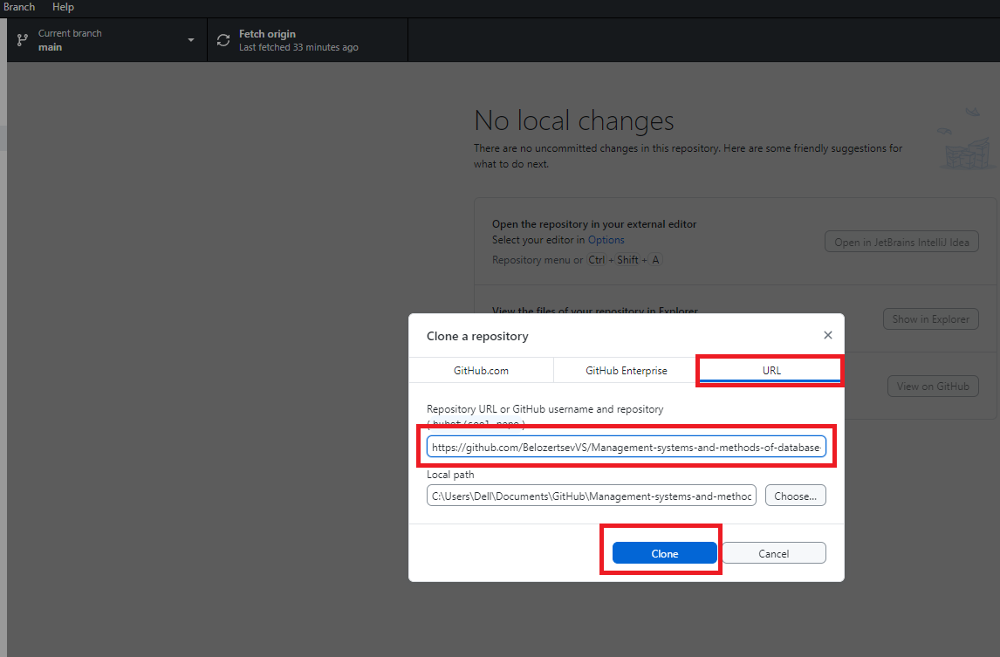 Branch Help
Current branch
main
Fetch origin
Last fetched 33 minutes ago
No local changes
There are no uncommitted changes in this repository. Here are some friendly suggestions for
what to do next.
Open the repository in your external editor
Select your editor in Options
Repository menu or Ctrl + Shift + A
Open in JetBrains IntelliJ Idea
View the files of your repository in Explorer
Show in Explorer
View on GitHub
Clone a repository
GitHub.com
GitHub Enterprise
URL
Repository URL or GitHub username and repository
(hubot/cool-repo)
https://github.com/BelozertsevVS/Management-systems-and-methods-of-database-
Local path
C:\Users\Dell\Documents\GitHub\Management-systems-and-methoc
Choose...
Clone
Cancel